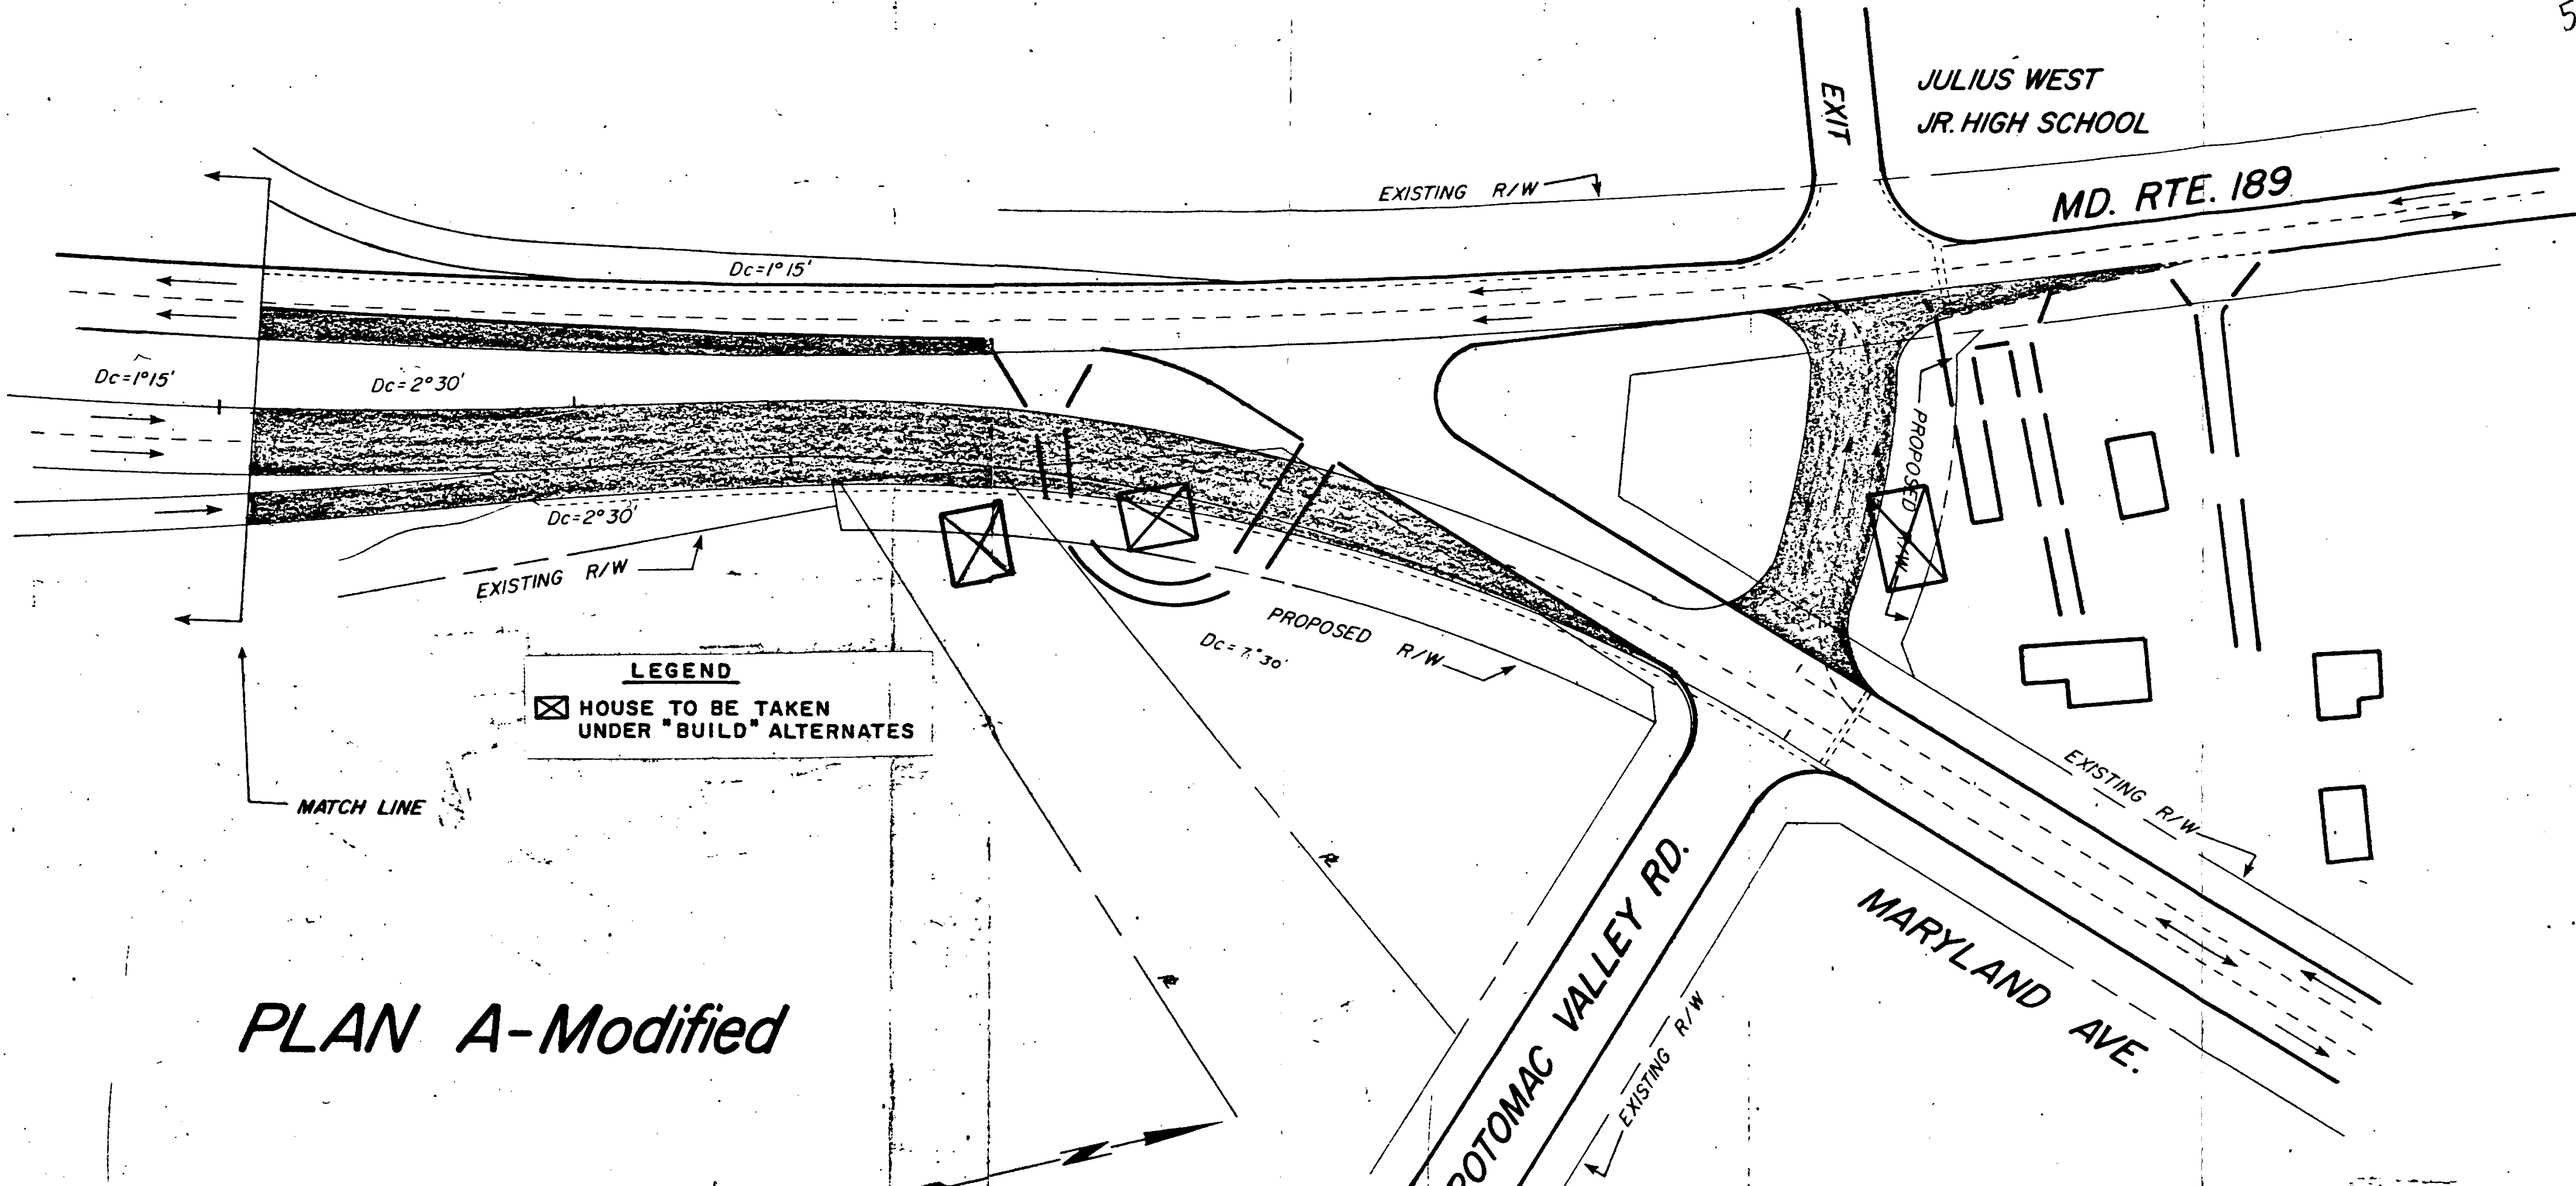 5
JULIUS WEST
JR. HIGH SCHOOL
EXIT
EXISTING R/W
MD. RTE. 189
Dc=1°15'
Dc=1°15'
Dc=2°30'
PROPOSED R/W
Dc=2°30'
EXISTING R/W
PROPOSED R/W
LEGEND
HOUSE TO BE TAKEN
UNDER "BUILD" ALTERNATES
MATCH LINE
EXISTING R/W
POTOMAC VALLEY RD.
MARYLAND AVE.
EXISTING R/W
PLAN A-Modified
N